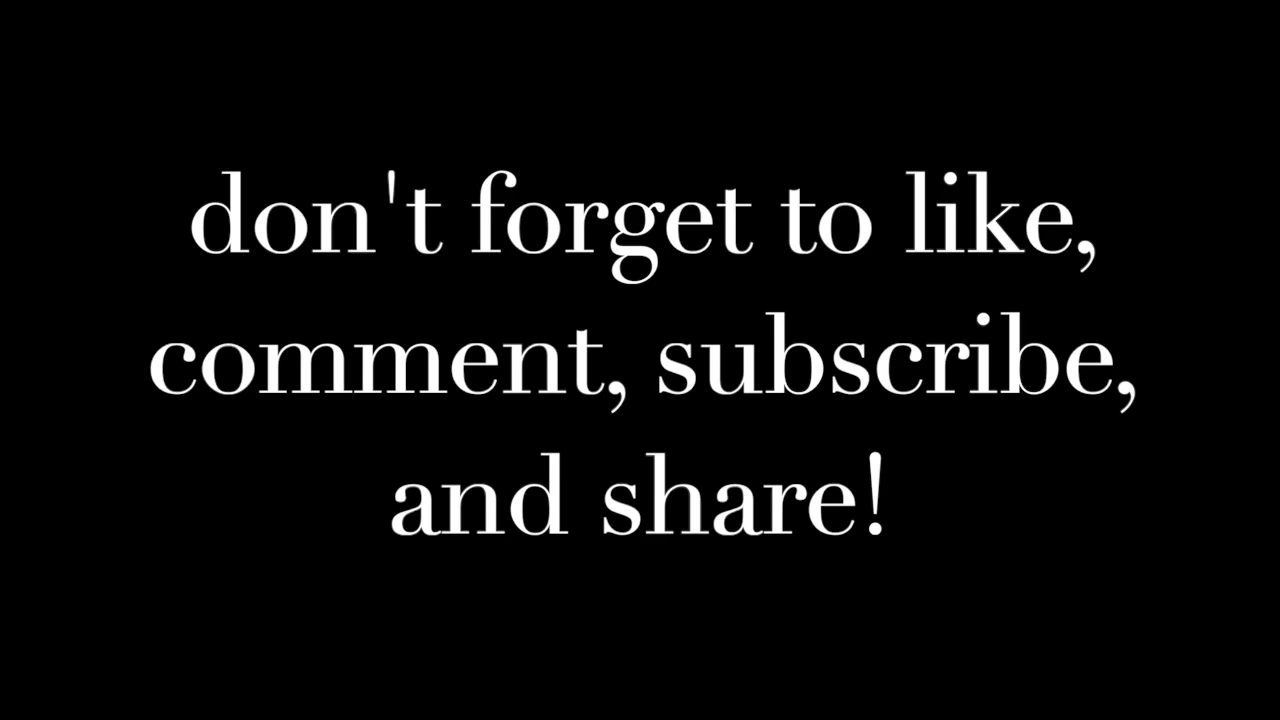 don't forget to like,
comment, subscribe,
and share!